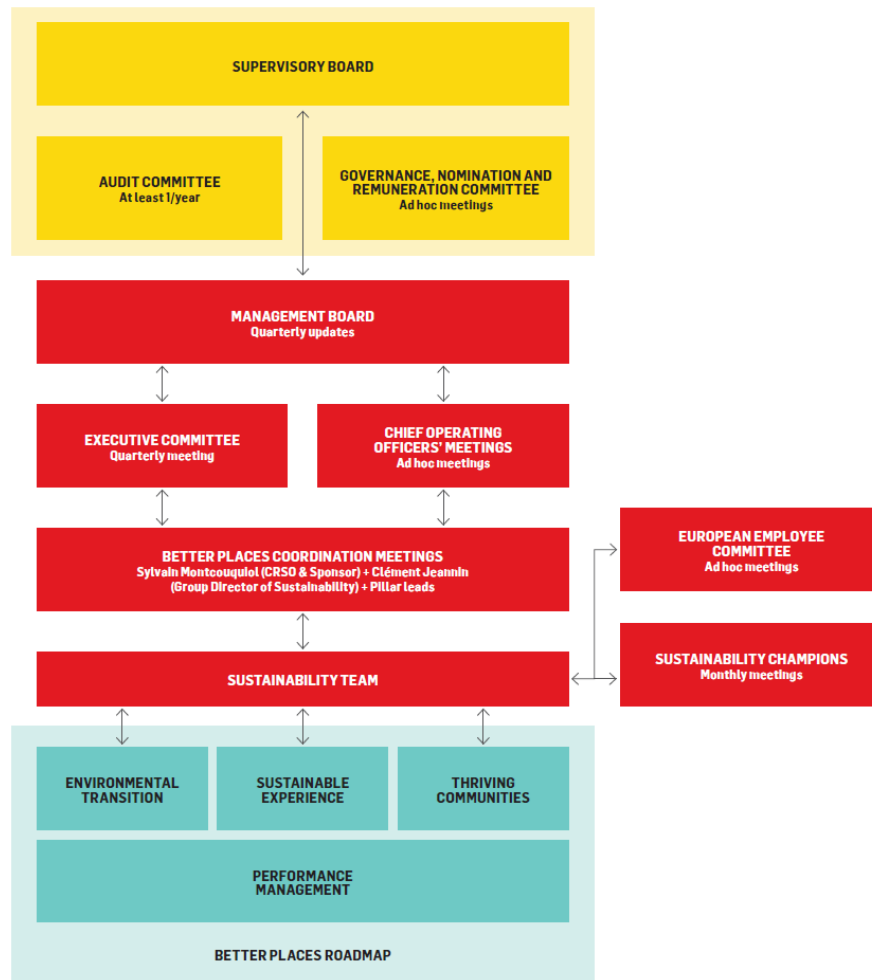 SUPERVISORY BOARD
AUDIT COMMITTEE
At least 1/year
GOVERNANCE, NOMINATION AND
REMUNERATION COMMITTEE
Ad hoc meetings
MANAGEMENT BOARD
Quarterly updates
EXECUTIVE COMMITTEE
Quarterly meeting
CHIEF OPERATING
OFFICERS' MEETINGS
Ad hoc meetings
BETTER PLACES COORDINATION MEETINGS
Sylvain Montcouquiol (CRSO & Sponsor) + Clément Jeannin
(Group Director of Sustainability) + Pillar leads
EUROPEAN EMPLOYEE
COMMITTEE
Ad hoc meetings
SUSTAINABILITY TEAM
SUSTAINABILITY CHAMPIONS
Monthly meetings
ENVIRONMENTAL
TRANSITION
SUSTAINABLE
EXPERIENCE
THRIVING
COMMUNITIES
PERFORMANCE
MANAGEMENT
BETTER PLACES ROADMAP